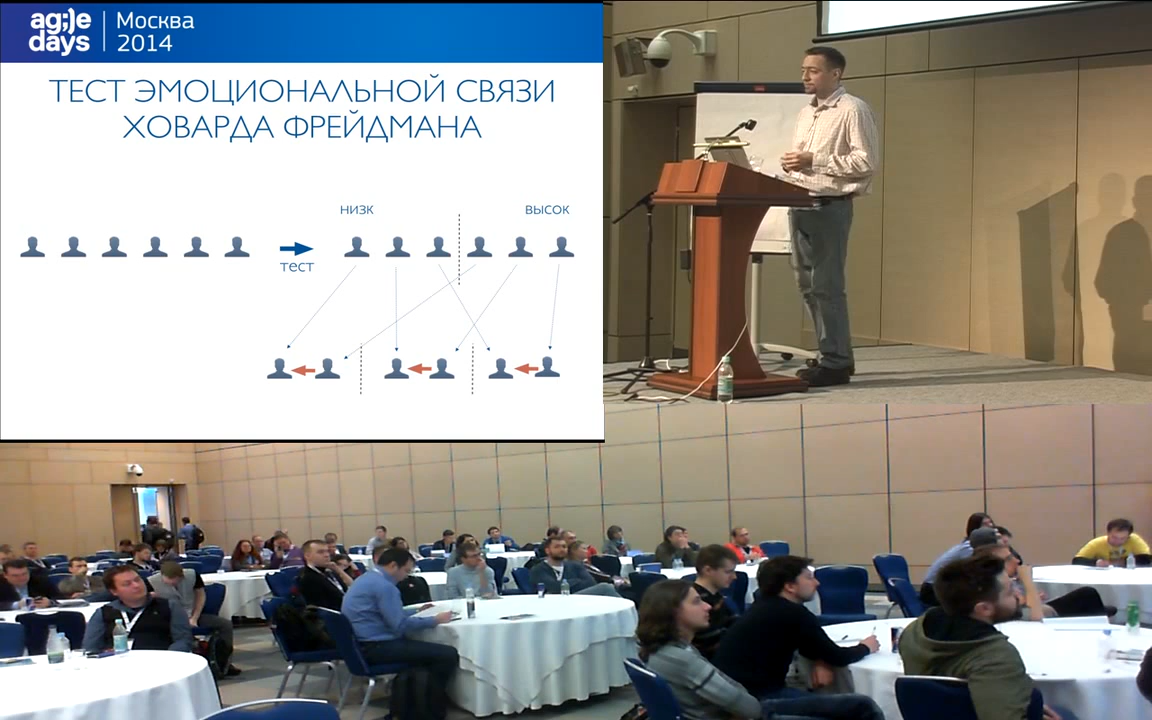 ag;)e
days
Москва
2014
ТЕСТ ЭМОЦИОНАЛЬНОЙ СВЯЗИ
ХОВАРДА ФРЕЙДМАНА
НИЗК
ВЫСОК
тест